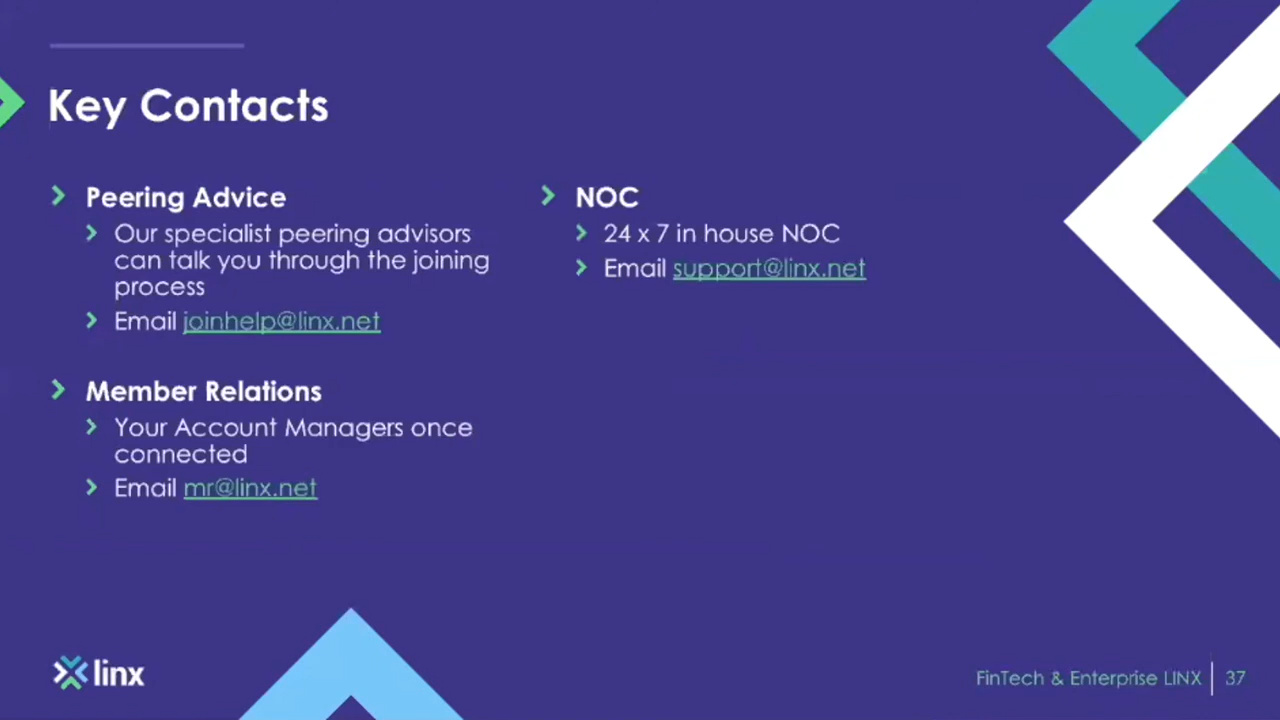 Key Contacts
Peering Advice
Our specialist peering advisors
can talk you through the joining
process
Email joinhelp@linx.net
Member Relations
Your Account Managers once
connected
Email mr@linx.net
NOC
24 x 7 in house NOC
Email support@linx.net
linx
FinTech & Enterprise LINX | 37